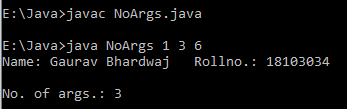 E:\Java>javac NoArgs.java
E:\Java>java NoArgs 1 3 6
Name: Gaurav Bhardwaj   Rollno.: 18103034
No. of args.: 3